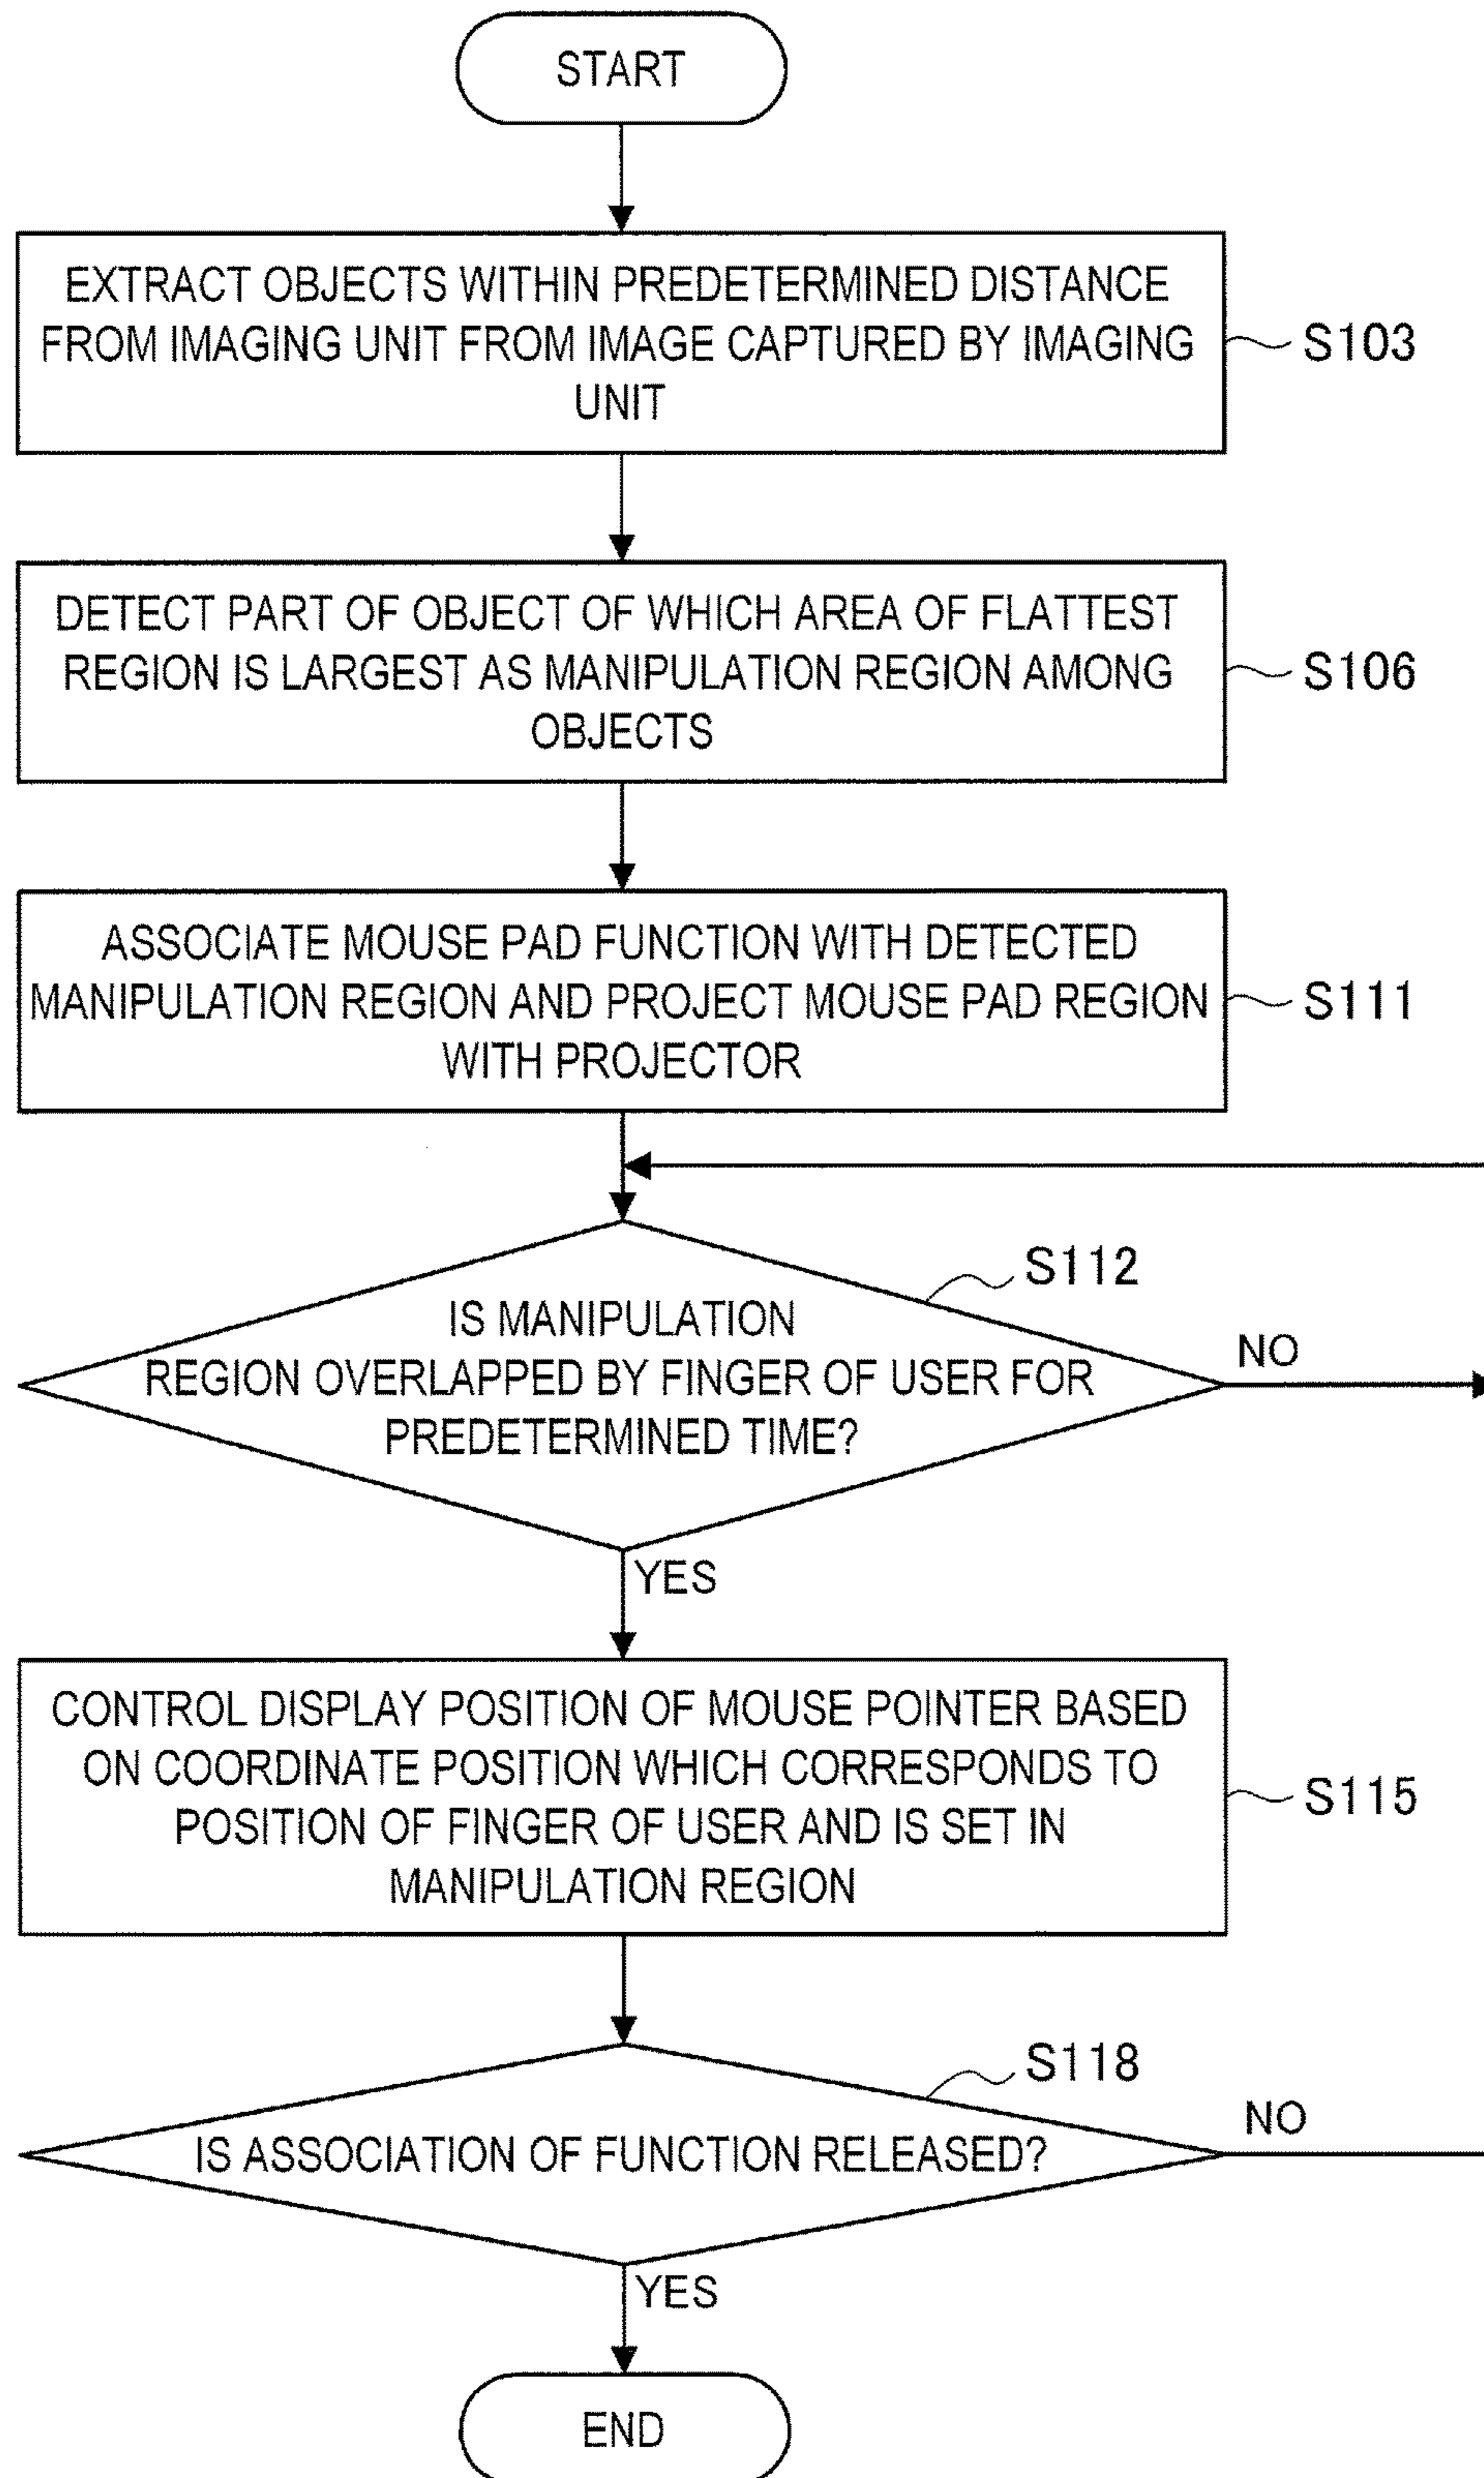 START
EXTRACT OBJECTS WITHIN PREDETERMINED DISTANCE
FROM IMAGING UNIT FROM IMAGE CAPTURED BY IMAGING
UNIT
S103
DETECT PART OF OBJECT OF WHICH AREA OF FLATTEST
REGION IS LARGEST AS MANIPULATION REGION AMONG
OBJECTS
S106
ASSOCIATE MOUSE PAD FUNCTION WITH DETECTED
MANIPULATION REGION AND PROJECT MOUSE PAD REGION
WITH PROJECTOR
S111
S112
IS MANIPULATION
REGION OVERLAPPED BY FINGER OF USER FOR
PREDETERMINED TIME?
NO
YES
CONTROL DISPLAY POSITION OF MOUSE POINTER BASED
ON COORDINATE POSITION WHICH CORRESPONDS TO
POSITION OF FINGER OF USER AND IS SET IN
MANIPULATION REGION
S115
S118
IS ASSOCIATION OF FUNCTION RELEASED?
NO
YES
END